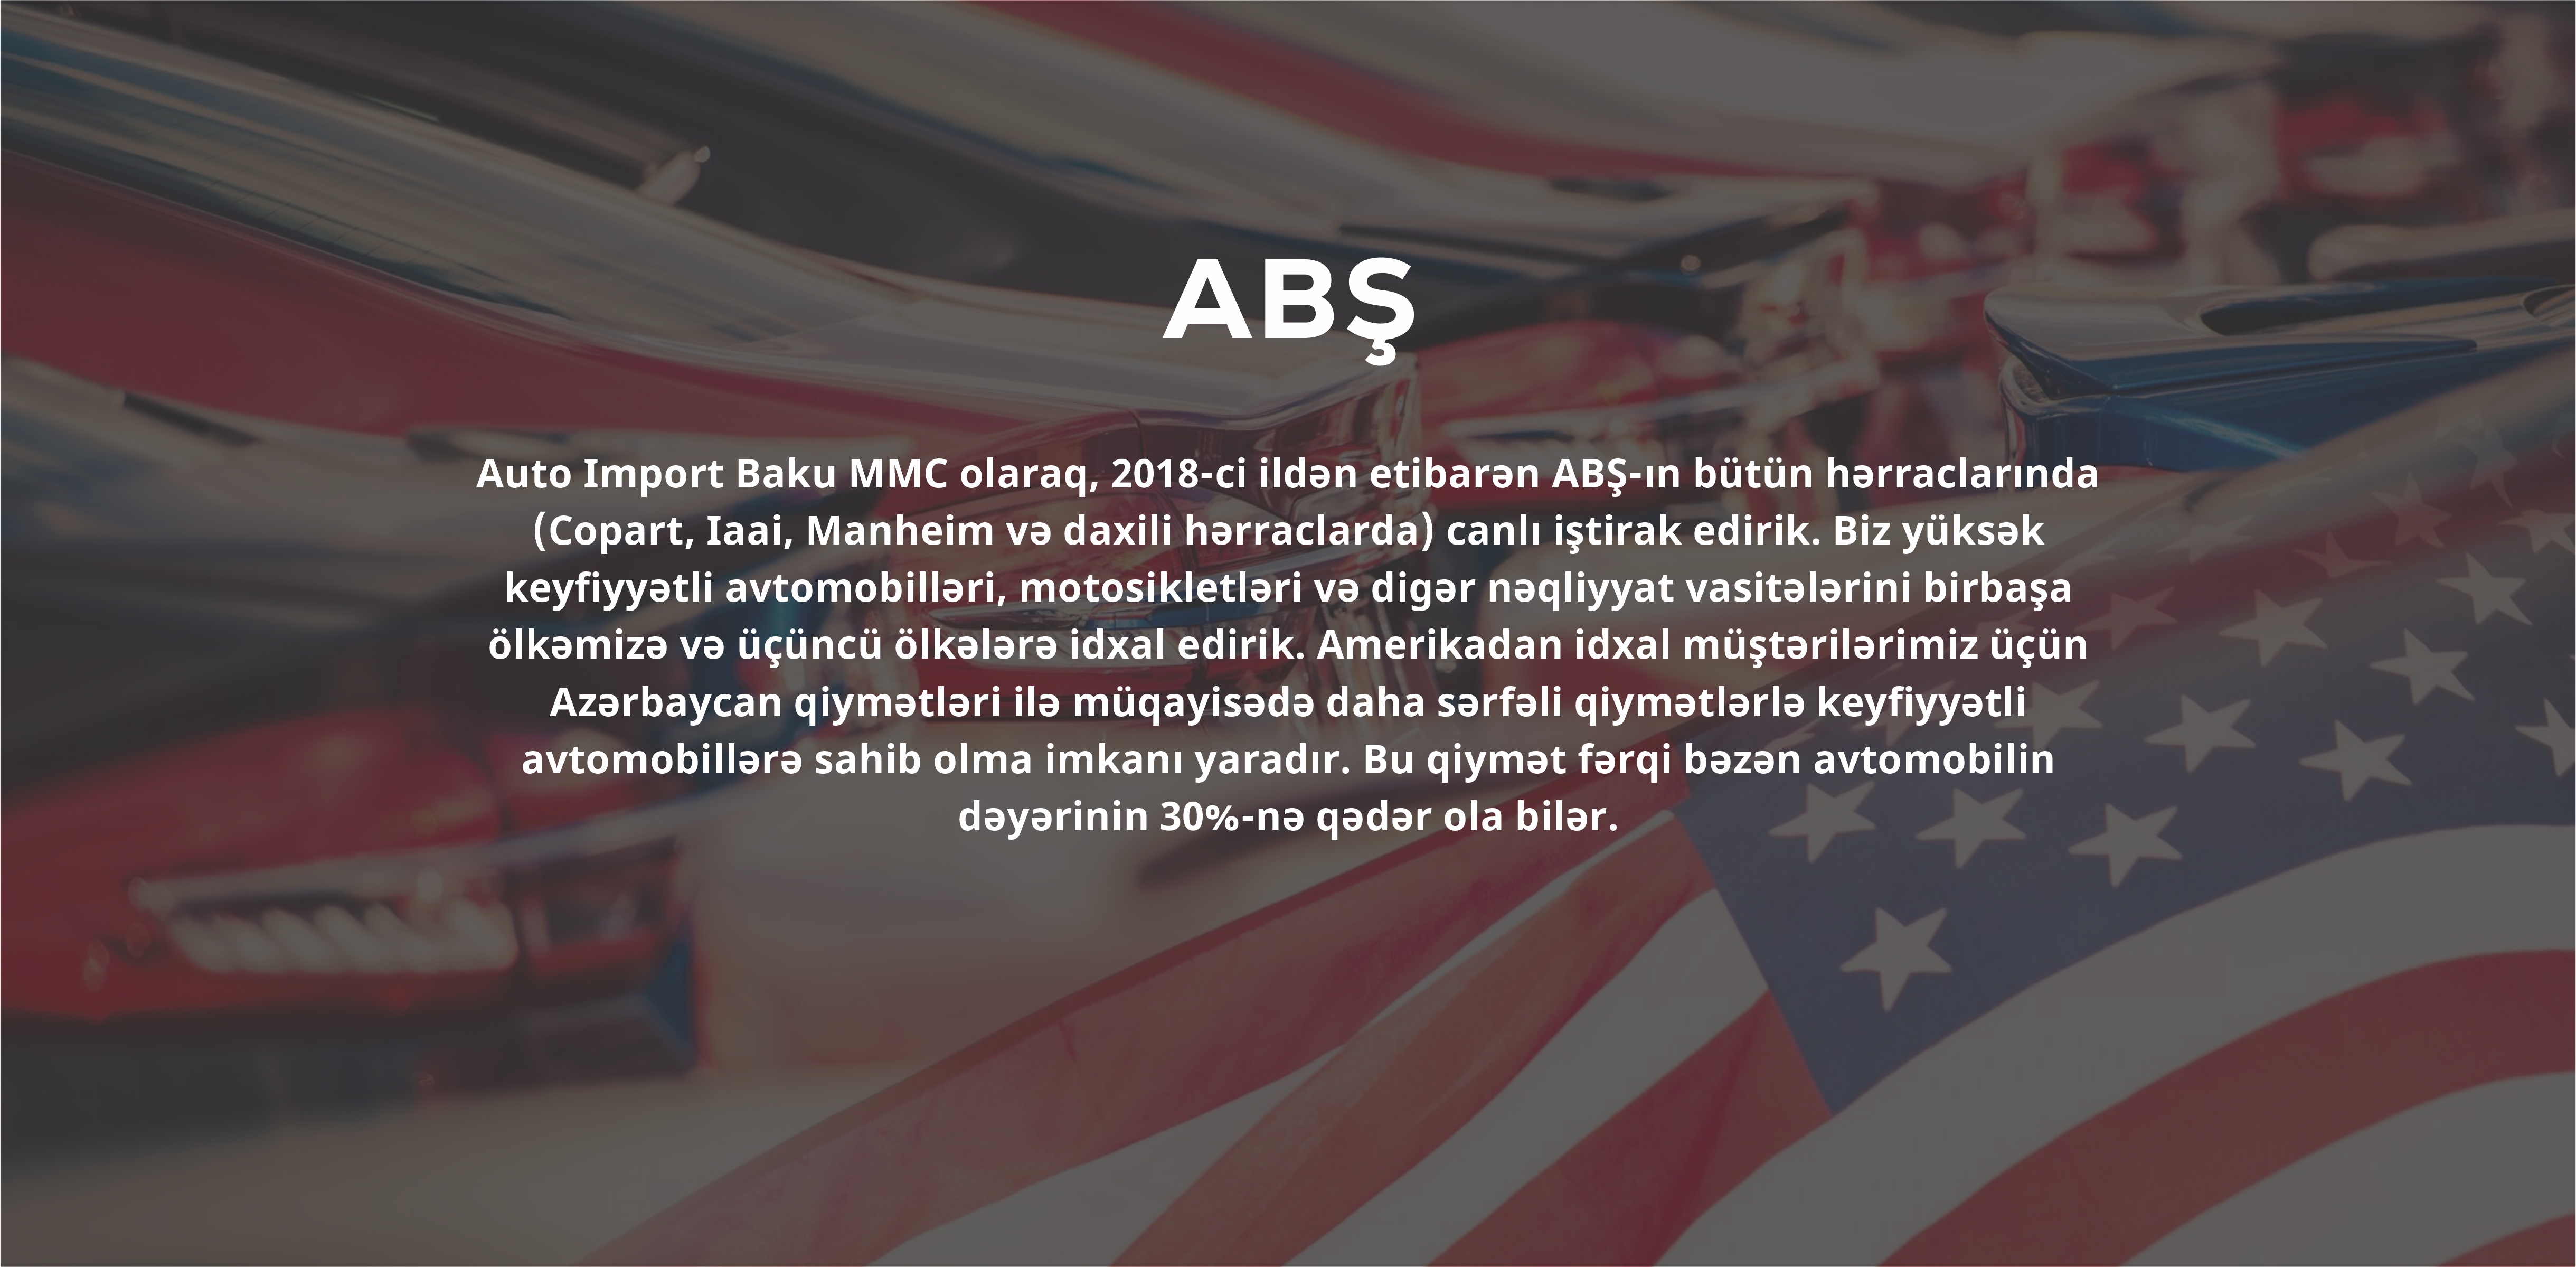 ABŞ
Auto Import Baku MMC olaraq, 2018-ci ildən etibarən ABŞ-ın bütün hərraclarında
(Copart, Iaai, Manheim və daxili hərraclarda) canlı iştirak edirik. Biz yüksək
keyfiyyətli avtomobilləri, motosikletləri və digər nəqliyyat vasitələrini birbaşa
ölkəmizə və üçüncü ölkələrə idxal edirik. Amerikadan idxal müştərilərimiz üçün
Azərbaycan qiymətləri ilə müqayisədə daha sərfəli qiymətlərlə keyfiyyətli
avtomobillərə sahib olma imkanı yaradır. Bu qiymət fərqi bəzən avtomobilin
dəyərinin 30%-nə qədər ola bilər.